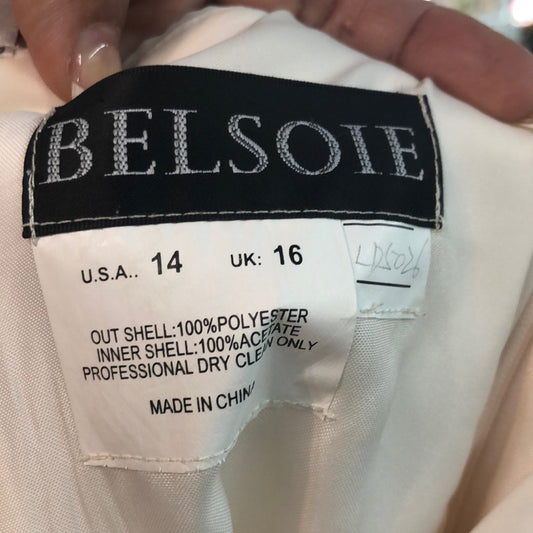 BELSOIE
U.S.A.. 14 UK: 16
LD5026
OUT SHELL:100%POLYESTER
INNER SHELL:100%ACETATE
PROFESSIONAL DRY CLEAN ONLY
MADE IN CHINA